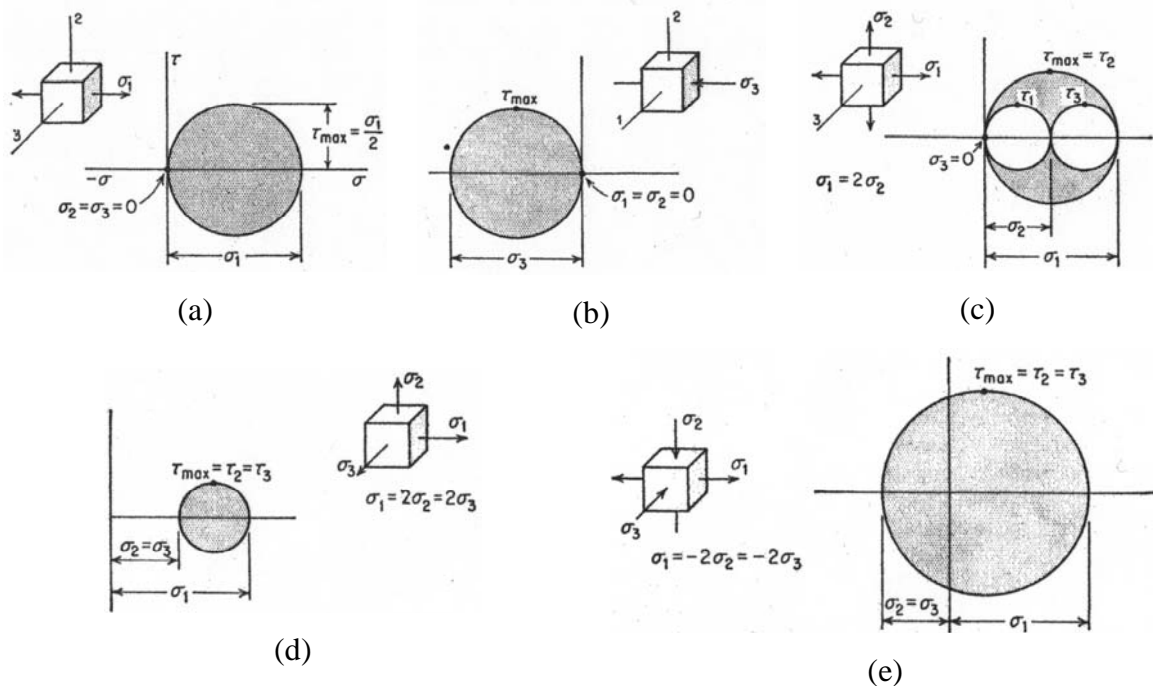 2
σ₁
3
τ
τmax = σ₁/2
-σ
σ
σ₂ = σ₃ = 0
σ₁
(a)
2
σ₃
1
τmax
σ₁ = σ₂ = 0
σ₃
(b)
σ₂
σ₁
3
τmax = τ₂
τ₁
τ₃
σ₃ = 0
σ₁ = 2σ₂
σ₂
σ₁
(c)
σ₂
σ₁
σ₃
τmax = τ₂ = τ₃
σ₁ = 2σ₂ = 2σ₃
σ₂ = σ₃
σ₁
(d)
σ₂
σ₁
σ₃
σ₁ = -2σ₂ = -2σ₃
τmax = τ₂ = τ₃
σ₂ = σ₃
σ₁
(e)